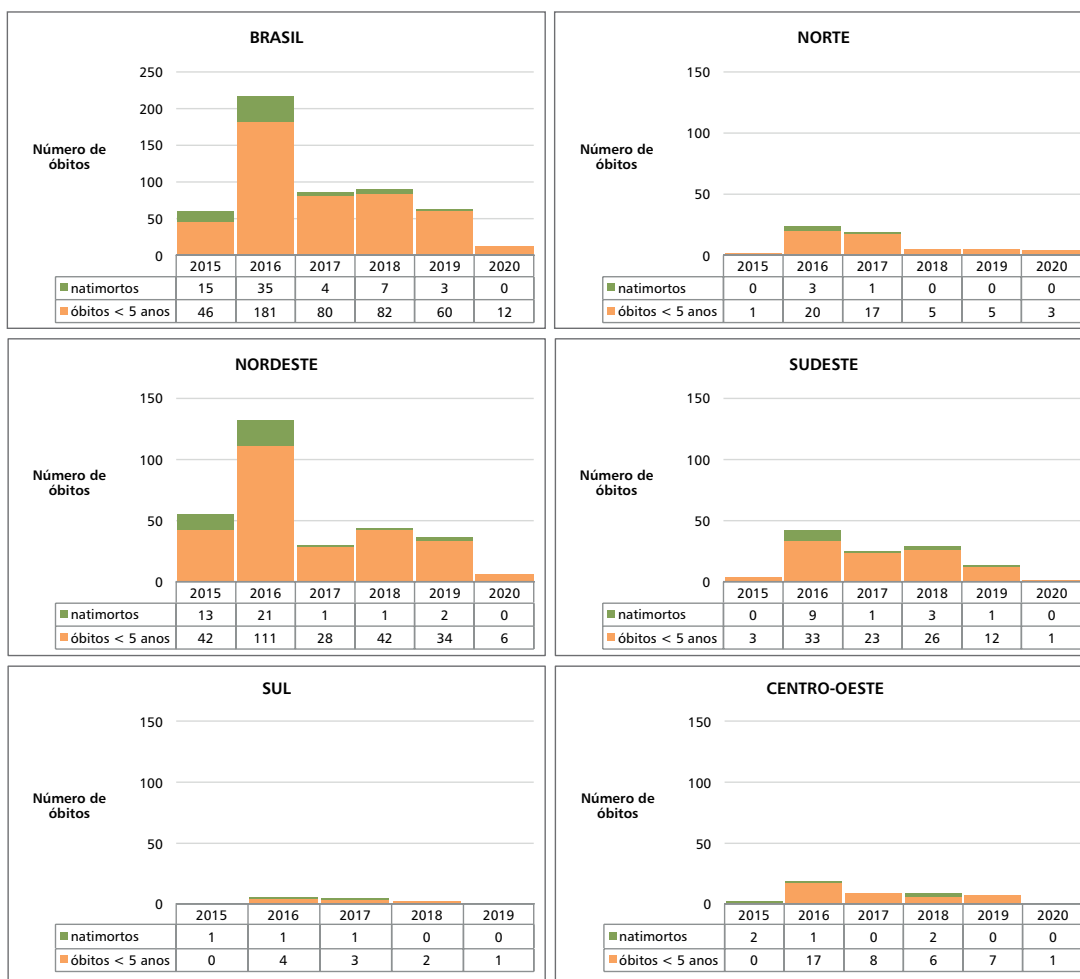 BRASIL
250
200
150
100
50
0
Número de
óbitos
2015 2016 2017 2018 2019 2020
natimortos 15 35 4 7 3 0
óbitos < 5 anos 46 181 80 82 60 12
NORTE
150
100
50
0
Número de
óbitos
2015 2016 2017 2018 2019 2020
natimortos 0 3 1 0 0 0
óbitos < 5 anos 1 20 17 5 5 3
NORDESTE
150
100
50
0
Número de
óbitos
2015 2016 2017 2018 2019 2020
natimortos 13 21 1 1 2 0
óbitos < 5 anos 42 111 28 42 34 6
SUDESTE
150
100
50
0
Número de
óbitos
2015 2016 2017 2018 2019 2020
natimortos 0 9 1 3 1 0
óbitos < 5 anos 3 33 23 26 12 1
SUL
150
100
50
0
Número de
óbitos
2015 2016 2017 2018 2019
natimortos 1 1 1 0 0
óbitos < 5 anos 0 4 3 2 1
CENTRO-OESTE
150
100
50
0
Número de
óbitos
2015 2016 2017 2018 2019 2020
natimortos 2 1 0 2 0 0
óbitos < 5 anos 0 17 8 6 7 1